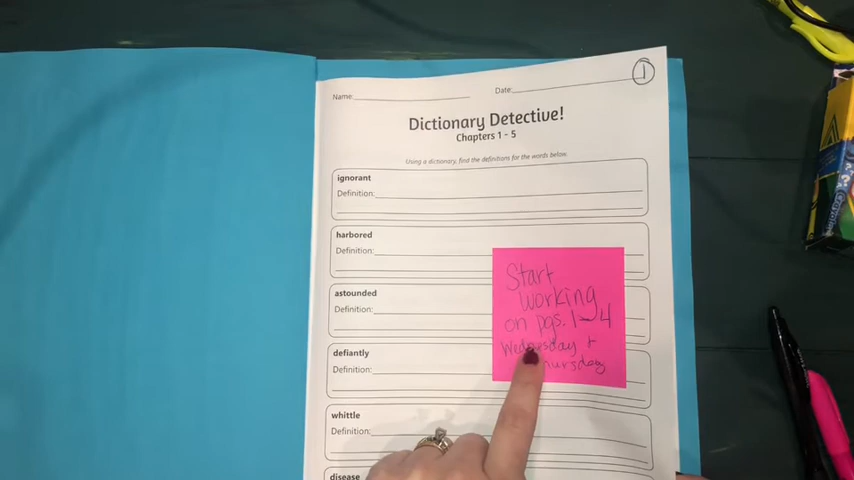 1
Name: Date:
Dictionary Detective!
Chapters 1 - 5
Using a dictionary, find the definitions for the words below.
ignorant
Definition:
harbored
Definition:
astounded
Definition:
defiantly
Definition:
whittle
Definition:
disease
Start
working
on pgs. 1-4
Wednesday +
Thursday
Crayola